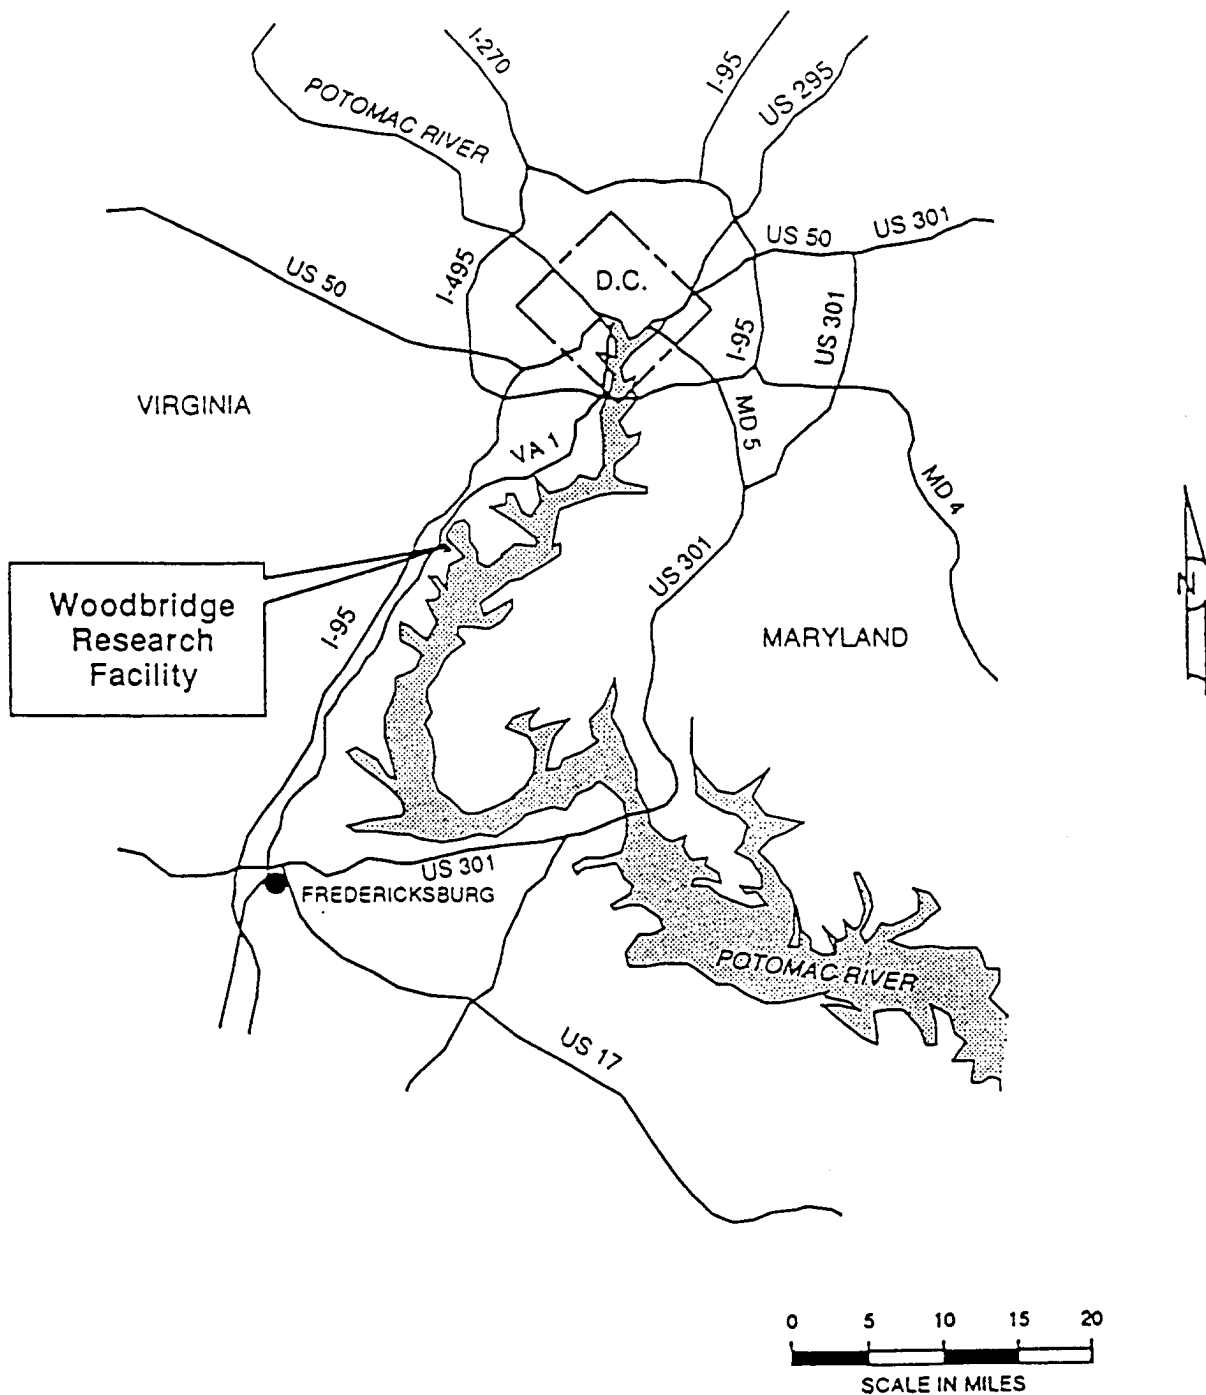 I-270
I-95
US 295
POTOMAC RIVER
US 301
US 50
D.C.
US 50
I-495
I-95
US 301
VIRGINIA
MD 5
VA 1
MD 4
US 301
Woodbridge
Research
Facility
I-95
MARYLAND
N
US 301
FREDERICKSBURG
POTOMAC RIVER
US 17
0 5 10 15 20
SCALE IN MILES